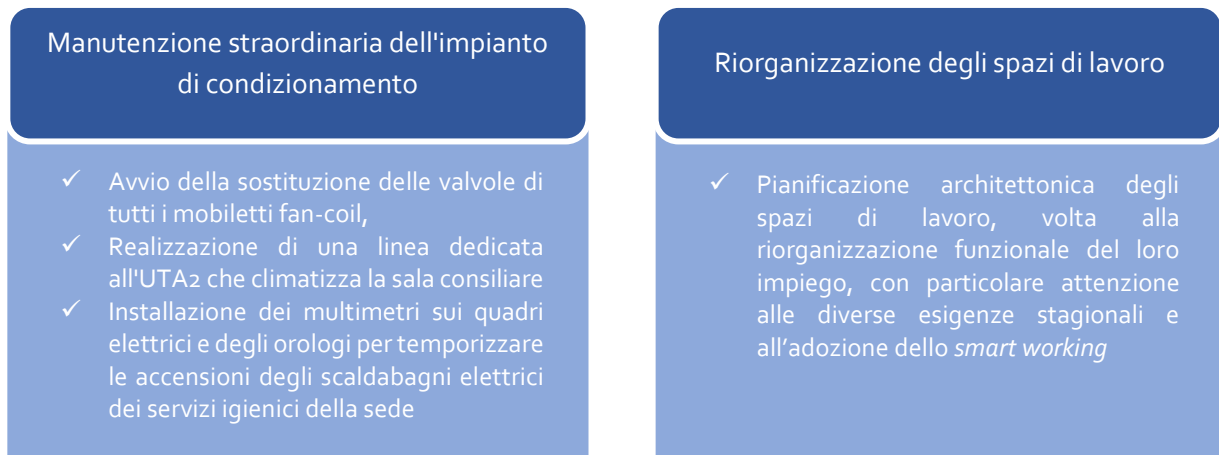 Manutenzione straordinaria dell'impianto
di condizionamento
✓ Avvio della sostituzione delle valvole di
tutti i mobiletti fan-coil,
✓ Realizzazione di una linea dedicata
all'UTA2 che climatizza la sala consiliare
✓ Installazione dei multimetri sui quadri
elettrici e degli orologi per temporizzare
le accensioni degli scaldabagni elettrici
dei servizi igienici della sede
Riorganizzazione degli spazi di lavoro
✓ Pianificazione architettonica degli
spazi di lavoro, volta alla
riorganizzazione funzionale del loro
impiego, con particolare attenzione
alle diverse esigenze stagionali e
all’adozione dello smart working